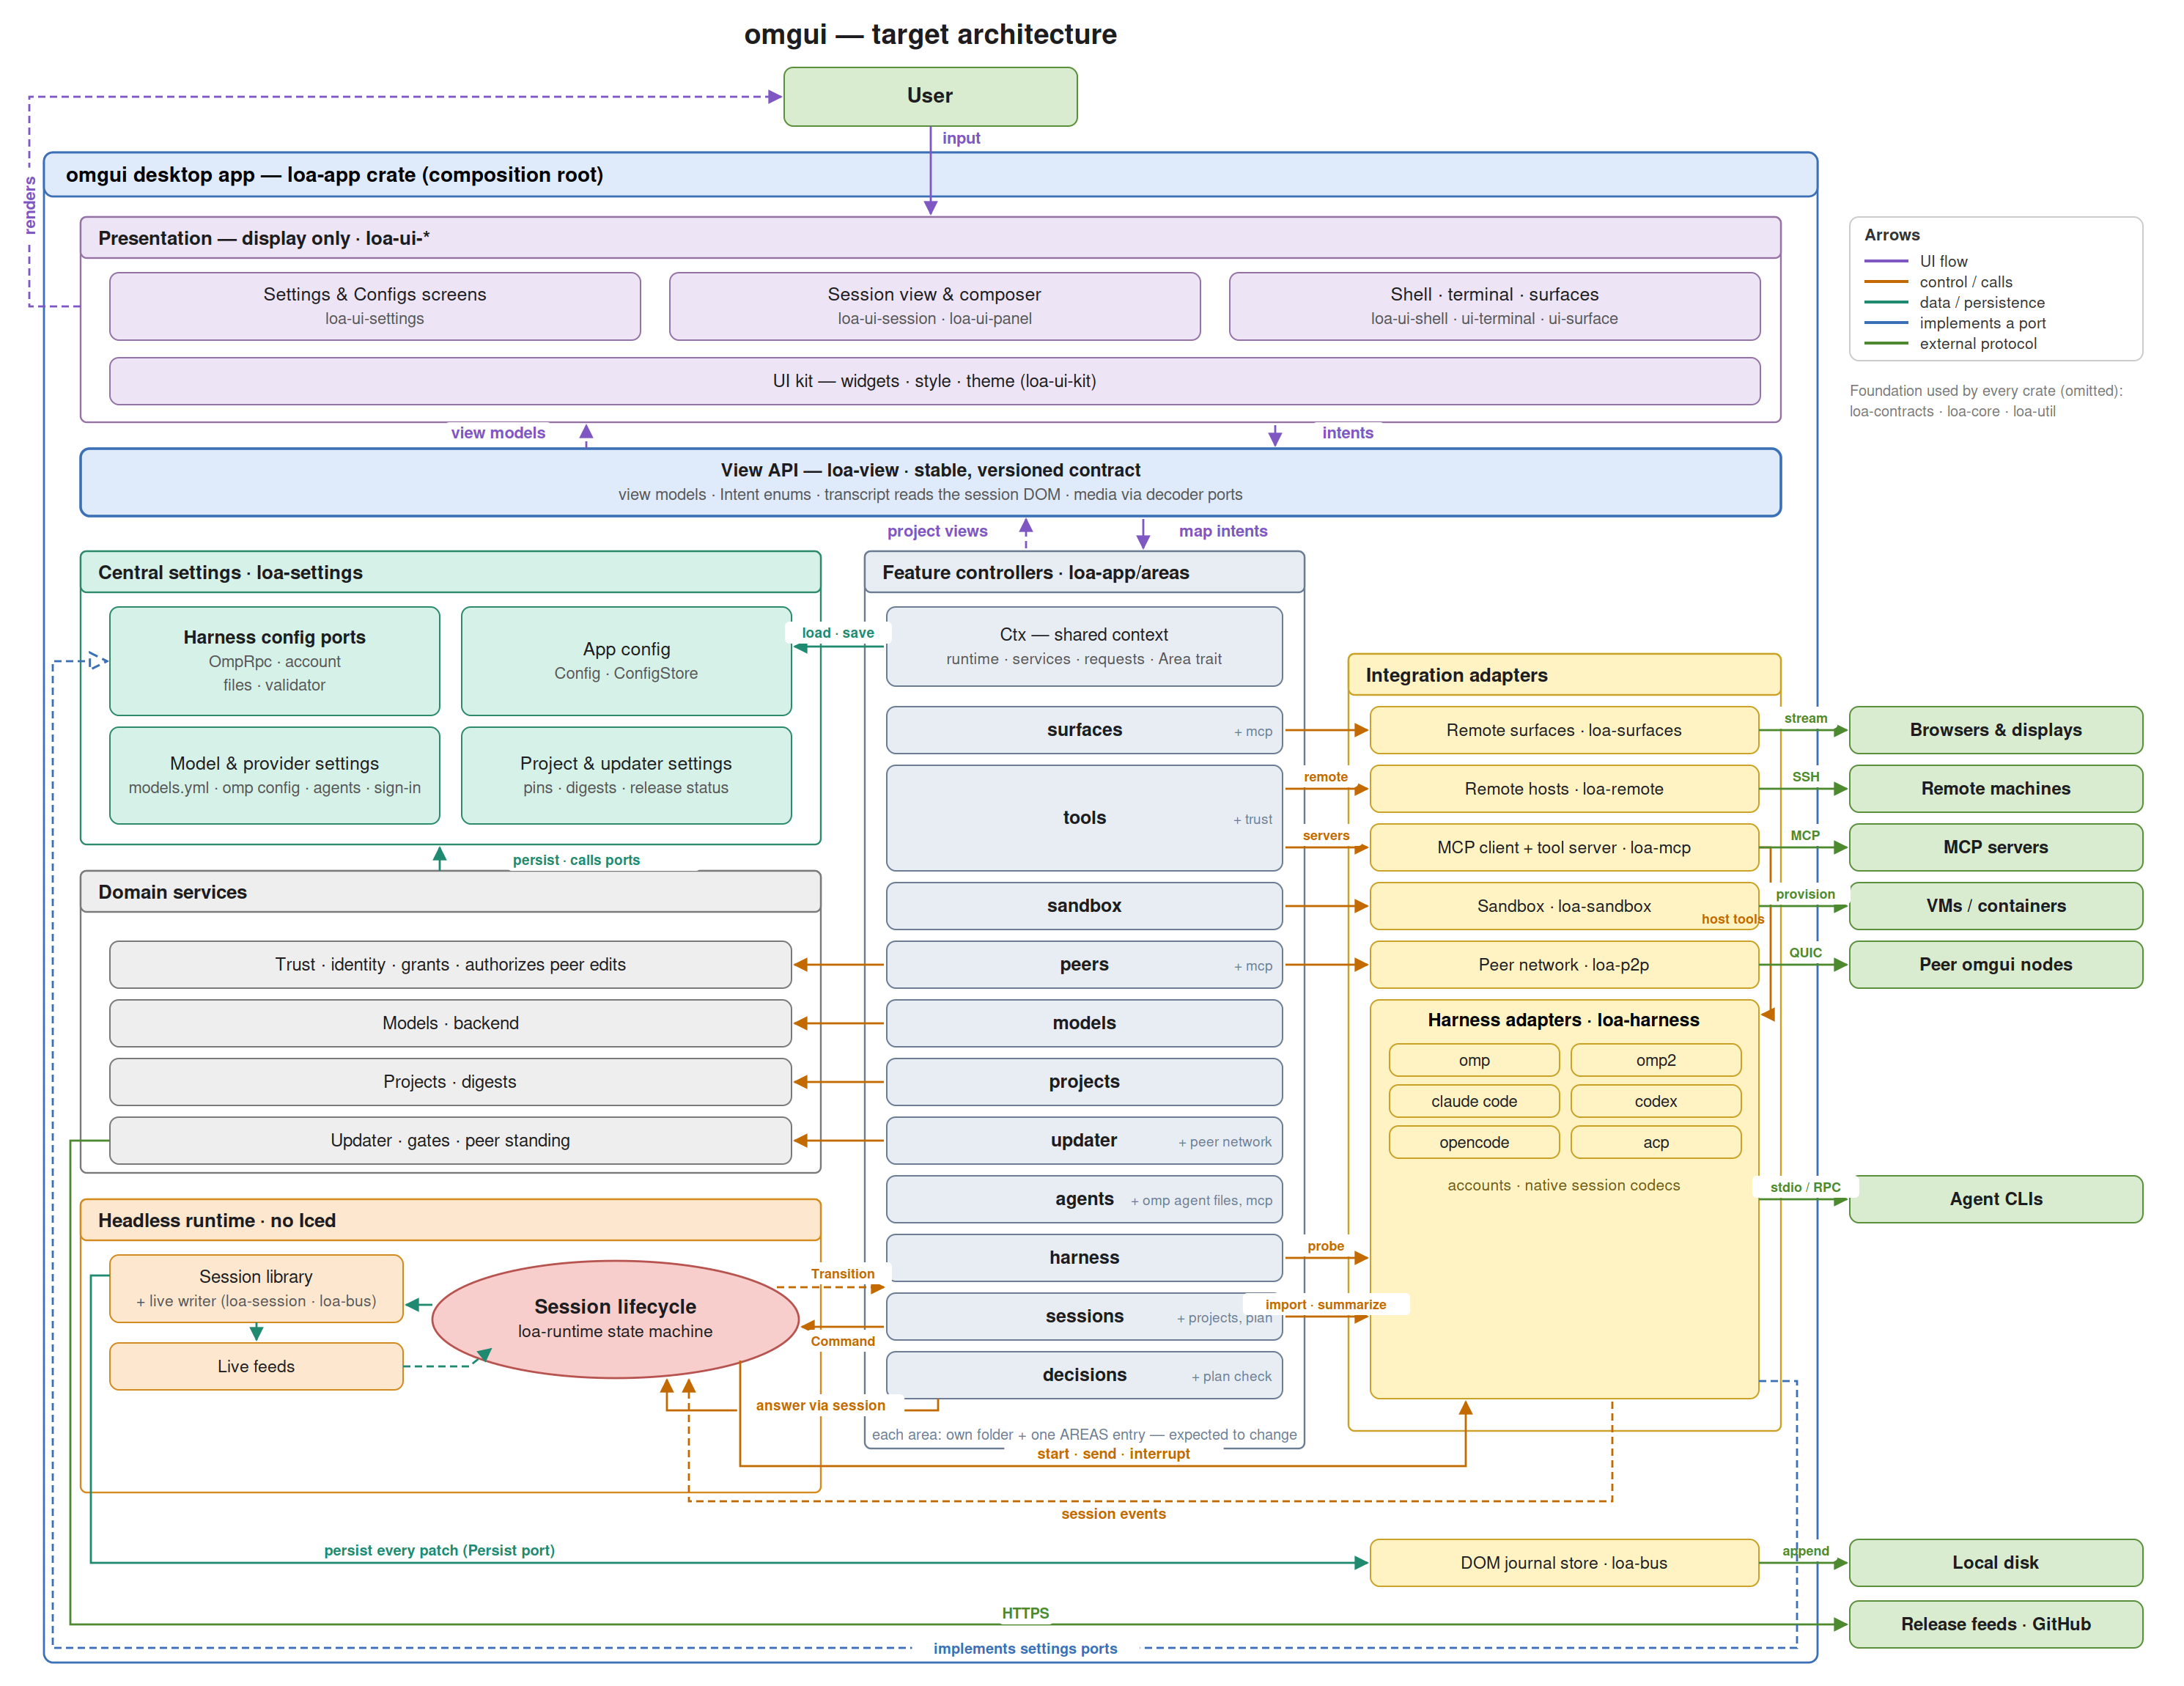 omgui — target architecture
User
input
renders
omgui desktop app — loa-app crate (composition root)
Presentation — display only · loa-ui-*
Settings & Configs screens
loa-ui-settings
Session view & composer
loa-ui-session · loa-ui-panel
Shell · terminal · surfaces
loa-ui-shell · ui-terminal · ui-surface
UI kit — widgets · style · theme (loa-ui-kit)
Arrows
UI flow
control / calls
data / persistence
implements a port
external protocol
Foundation used by every crate (omitted):
loa-contracts · loa-core · loa-util
view models
intents
View API — loa-view · stable, versioned contract
view models · Intent enums · transcript reads the session DOM · media via decoder ports
project views
map intents
Central settings · loa-settings
Harness config ports
OmpRpc · account
files · validator
App config
Config · ConfigStore
Model & provider settings
models.yml · omp config · agents · sign-in
Project & updater settings
pins · digests · release status
load · save
persist · calls ports
Domain services
Trust · identity · grants · authorizes peer edits
Models · backend
Projects · digests
Updater · gates · peer standing
Headless runtime · no Iced
Session library
+ live writer (loa-session · loa-bus)
Live feeds
Session lifecycle
loa-runtime state machine
Transition
Command
answer via session
Feature controllers · loa-app/areas
Ctx — shared context
runtime · services · requests · Area trait
surfaces
+ mcp
tools
+ trust
sandbox
peers
+ mcp
models
projects
updater
+ peer network
agents
+ omp agent files, mcp
harness
sessions
+ projects, plan
decisions
+ plan check
each area: own folder + one AREAS entry — expected to change
start · send · interrupt
session events
remote
servers
probe
import · summarize
Integration adapters
Remote surfaces · loa-surfaces
Remote hosts · loa-remote
MCP client + tool server · loa-mcp
Sandbox · loa-sandbox
host tools
Peer network · loa-p2p
Harness adapters · loa-harness
omp
omp2
claude code
codex
opencode
acp
accounts · native session codecs
stream
SSH
MCP
provision
QUIC
stdio / RPC
Browsers & displays
Remote machines
MCP servers
VMs / containers
Peer omgui nodes
Agent CLIs
persist every patch (Persist port)
DOM journal store · loa-bus
append
Local disk
HTTPS
Release feeds · GitHub
implements settings ports